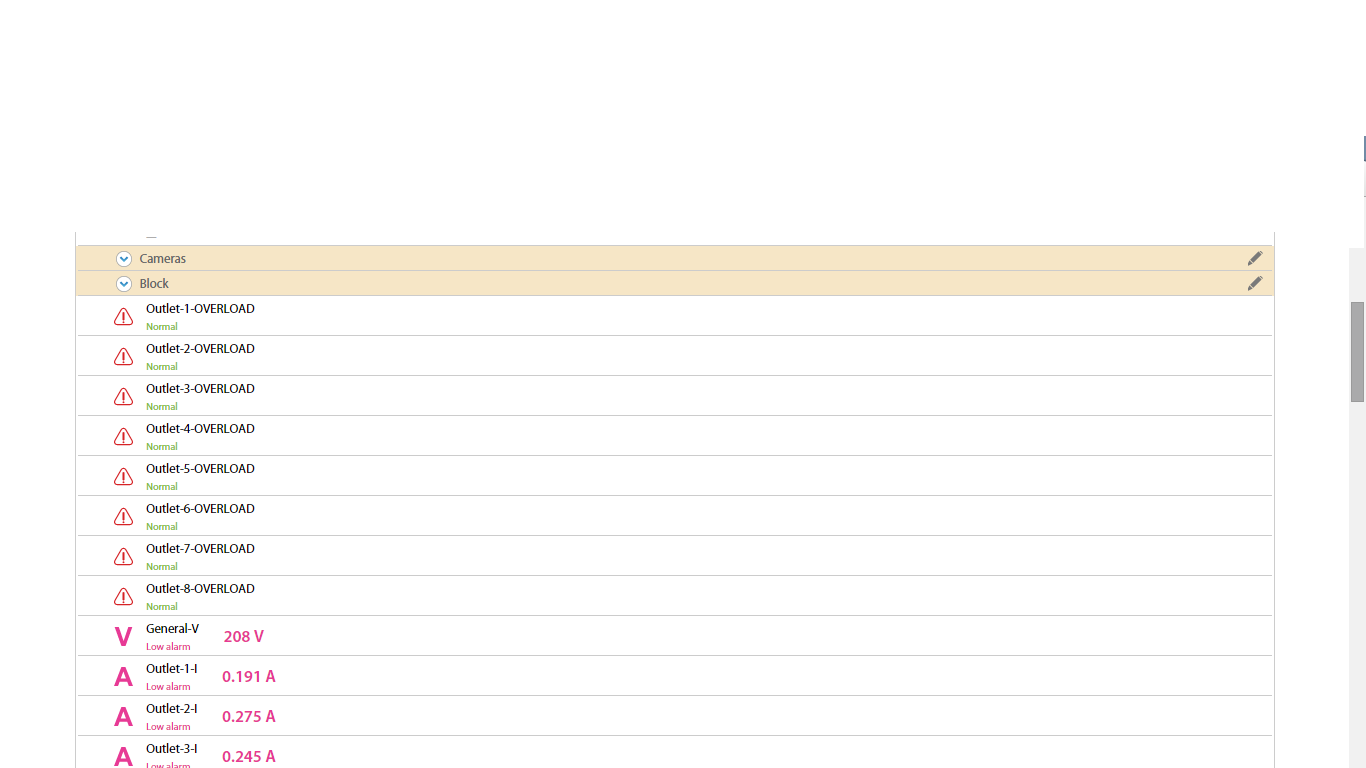 Cameras
Block
Outlet-1-OVERLOAD
Normal
Outlet-2-OVERLOAD
Normal
Outlet-3-OVERLOAD
Normal
Outlet-4-OVERLOAD
Normal
Outlet-5-OVERLOAD
Normal
Outlet-6-OVERLOAD
Normal
Outlet-7-OVERLOAD
Normal
Outlet-8-OVERLOAD
Normal
V General-V 208 V
Low alarm
A Outlet-1-I 0.191 A
Low alarm
A Outlet-2-I 0.275 A
Low alarm
A Outlet-3-I 0.245 A
Low alarm